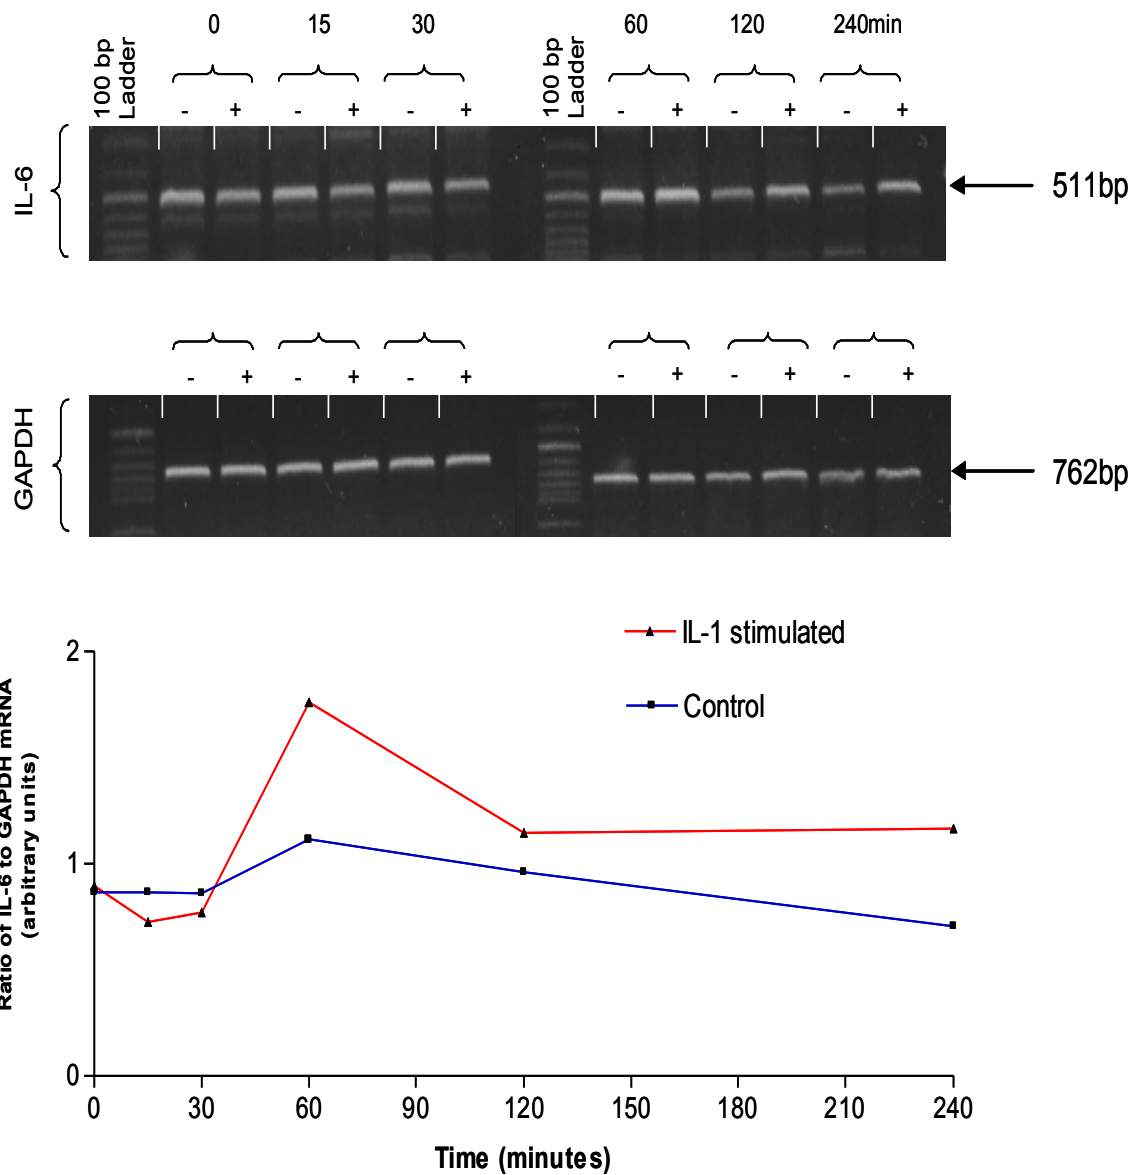 0 15 30 60 120 240min
100 bp
Ladder
100 bp
Ladder
- + - + - + - + - + - +
IL-6
511bp
- + - + - + - + - + - +
GAPDH
762bp
IL-1 stimulated
Control
Ratio of IL-6 to GAPDH mRNA
(arbitrary units)
2
1
0
0 30 60 90 120 150 180 210 240
Time (minutes)